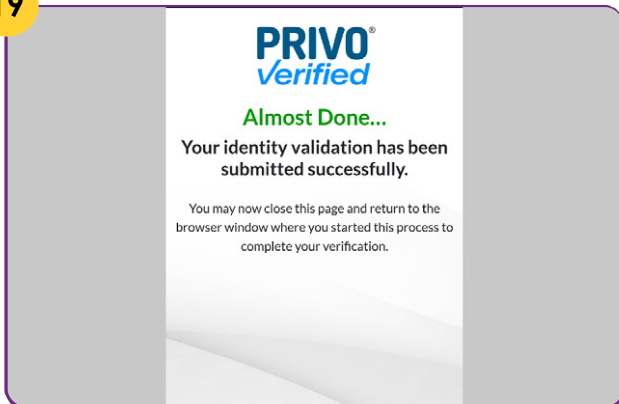 19
PRIVO®
Verified
Almost Done...
Your identity validation has been
submitted successfully.
You may now close this page and return to the
browser window where you started this process to
complete your verification.